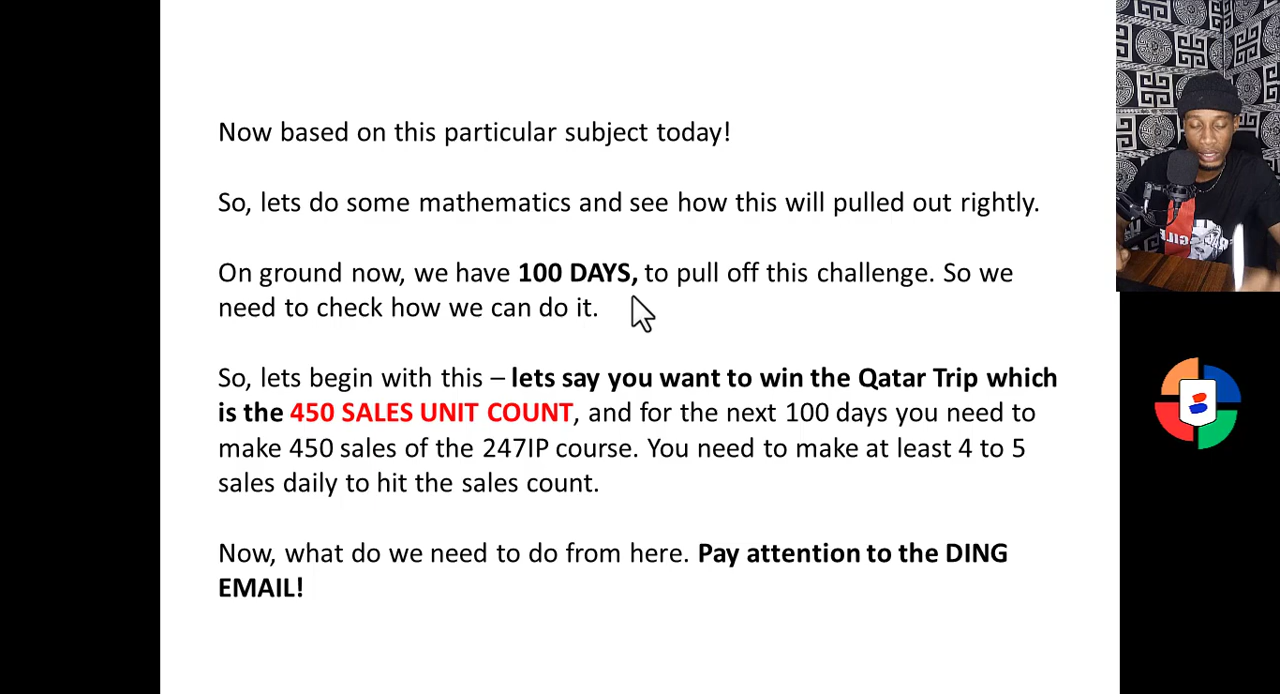 Now based on this particular subject today!
So, lets do some mathematics and see how this will pulled out rightly.
On ground now, we have 100 DAYS, to pull off this challenge. So we
need to check how we can do it.
So, lets begin with this – lets say you want to win the Qatar Trip which
is the 450 SALES UNIT COUNT, and for the next 100 days you need to
make 450 sales of the 247IP course. You need to make at least 4 to 5
sales daily to hit the sales count.
Now, what do we need to do from here. Pay attention to the DING
EMAIL!